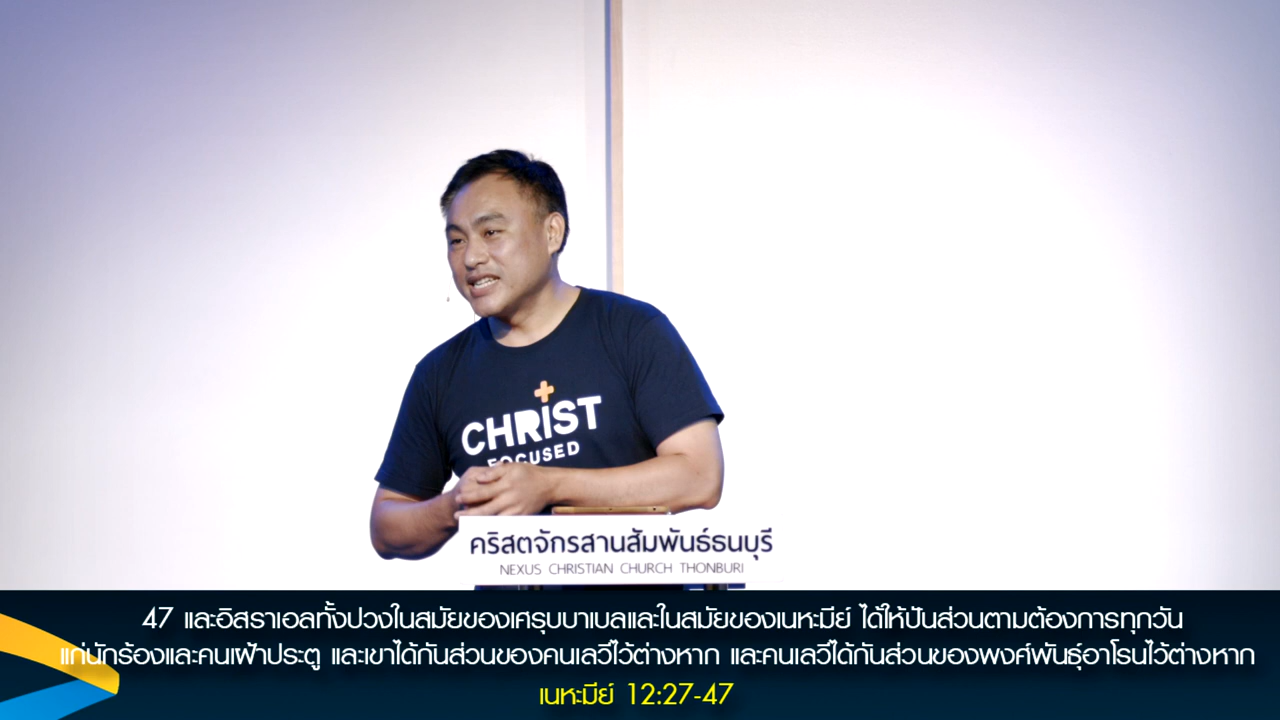 CHRIST
FOCUSED
คริสตจักรสานสัมพันธ์ธนบุรี
NEXUS CHRISTIAN CHURCH THONBURI
47 และอิสราเอลทั้งปวงในสมัยของเศรุบบาเบลและในสมัยของเนหะมีย์ ได้ให้ปันส่วนตามต้องการทุกวัน
แก่นักร้องและคนเฝ้าประตู และเขาได้กันส่วนของคนเลวีไว้ต่างหาก และคนเลวีได้กันส่วนของพงศ์พันธุ์อาโรนไว้ต่างหาก
เนหะมีย์ 12:27-47